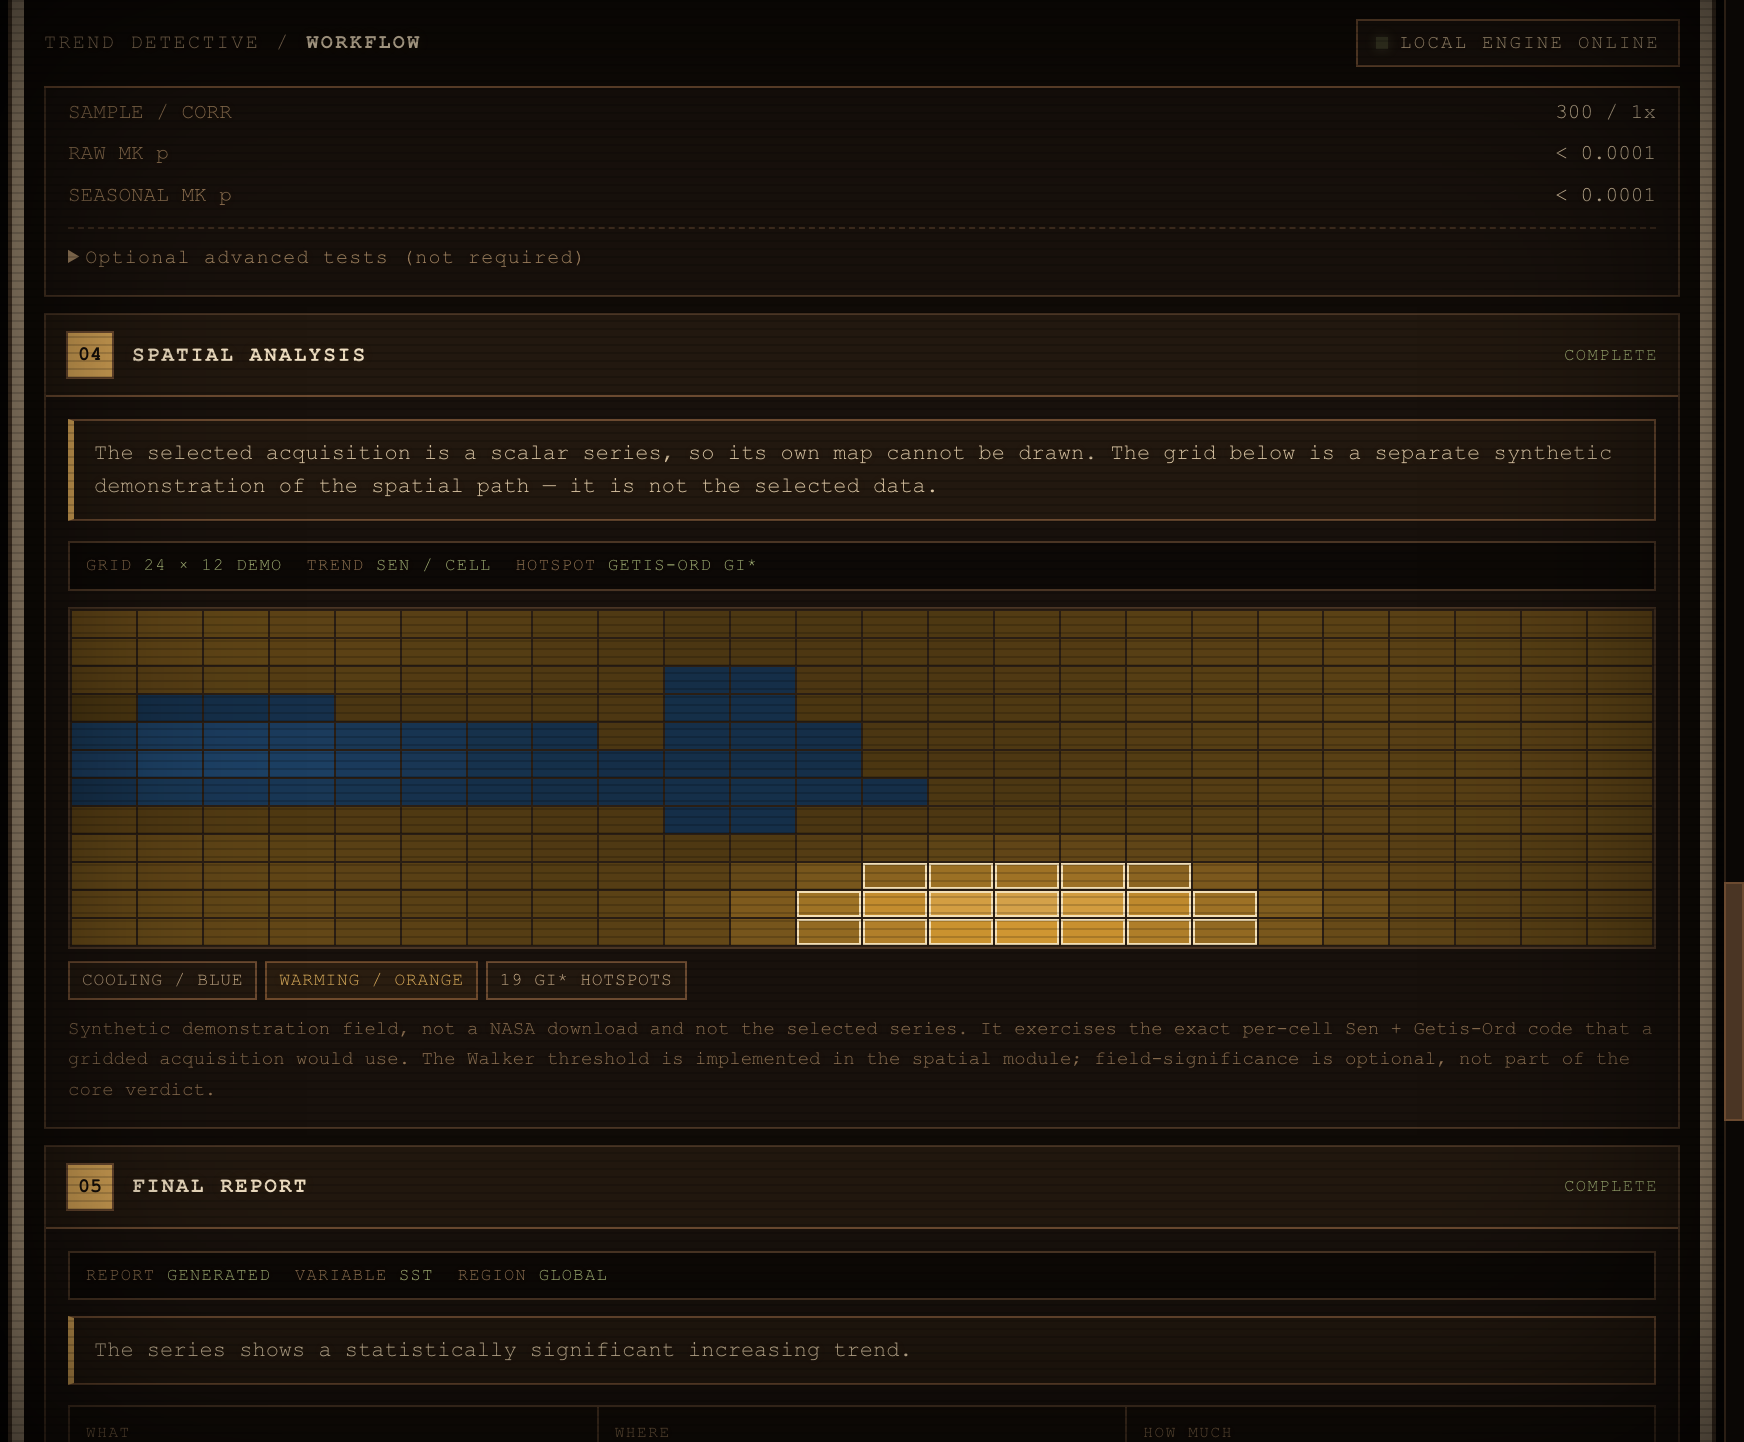 TREND DETECTIVE / WORKFLOW
LOCAL ENGINE ONLINE
SAMPLE / CORR 300 / 1x
RAW MK p < 0.0001
SEASONAL MK p < 0.0001
Optional advanced tests (not required)
04 SPATIAL ANALYSIS COMPLETE
The selected acquisition is a scalar series, so its own map cannot be drawn. The grid below is a separate synthetic
demonstration of the spatial path — it is not the selected data.
GRID 24 × 12 DEMO TREND SEN / CELL HOTSPOT GETIS-ORD GI*
COOLING / BLUE WARMING / ORANGE 19 GI* HOTSPOTS
Synthetic demonstration field, not a NASA download and not the selected series. It exercises the exact per-cell Sen + Getis-Ord code that a
gridded acquisition would use. The Walker threshold is implemented in the spatial module; field-significance is optional, not part of the
core verdict.
05 FINAL REPORT COMPLETE
REPORT GENERATED VARIABLE SST REGION GLOBAL
The series shows a statistically significant increasing trend.
WHAT WHERE HOW MUCH